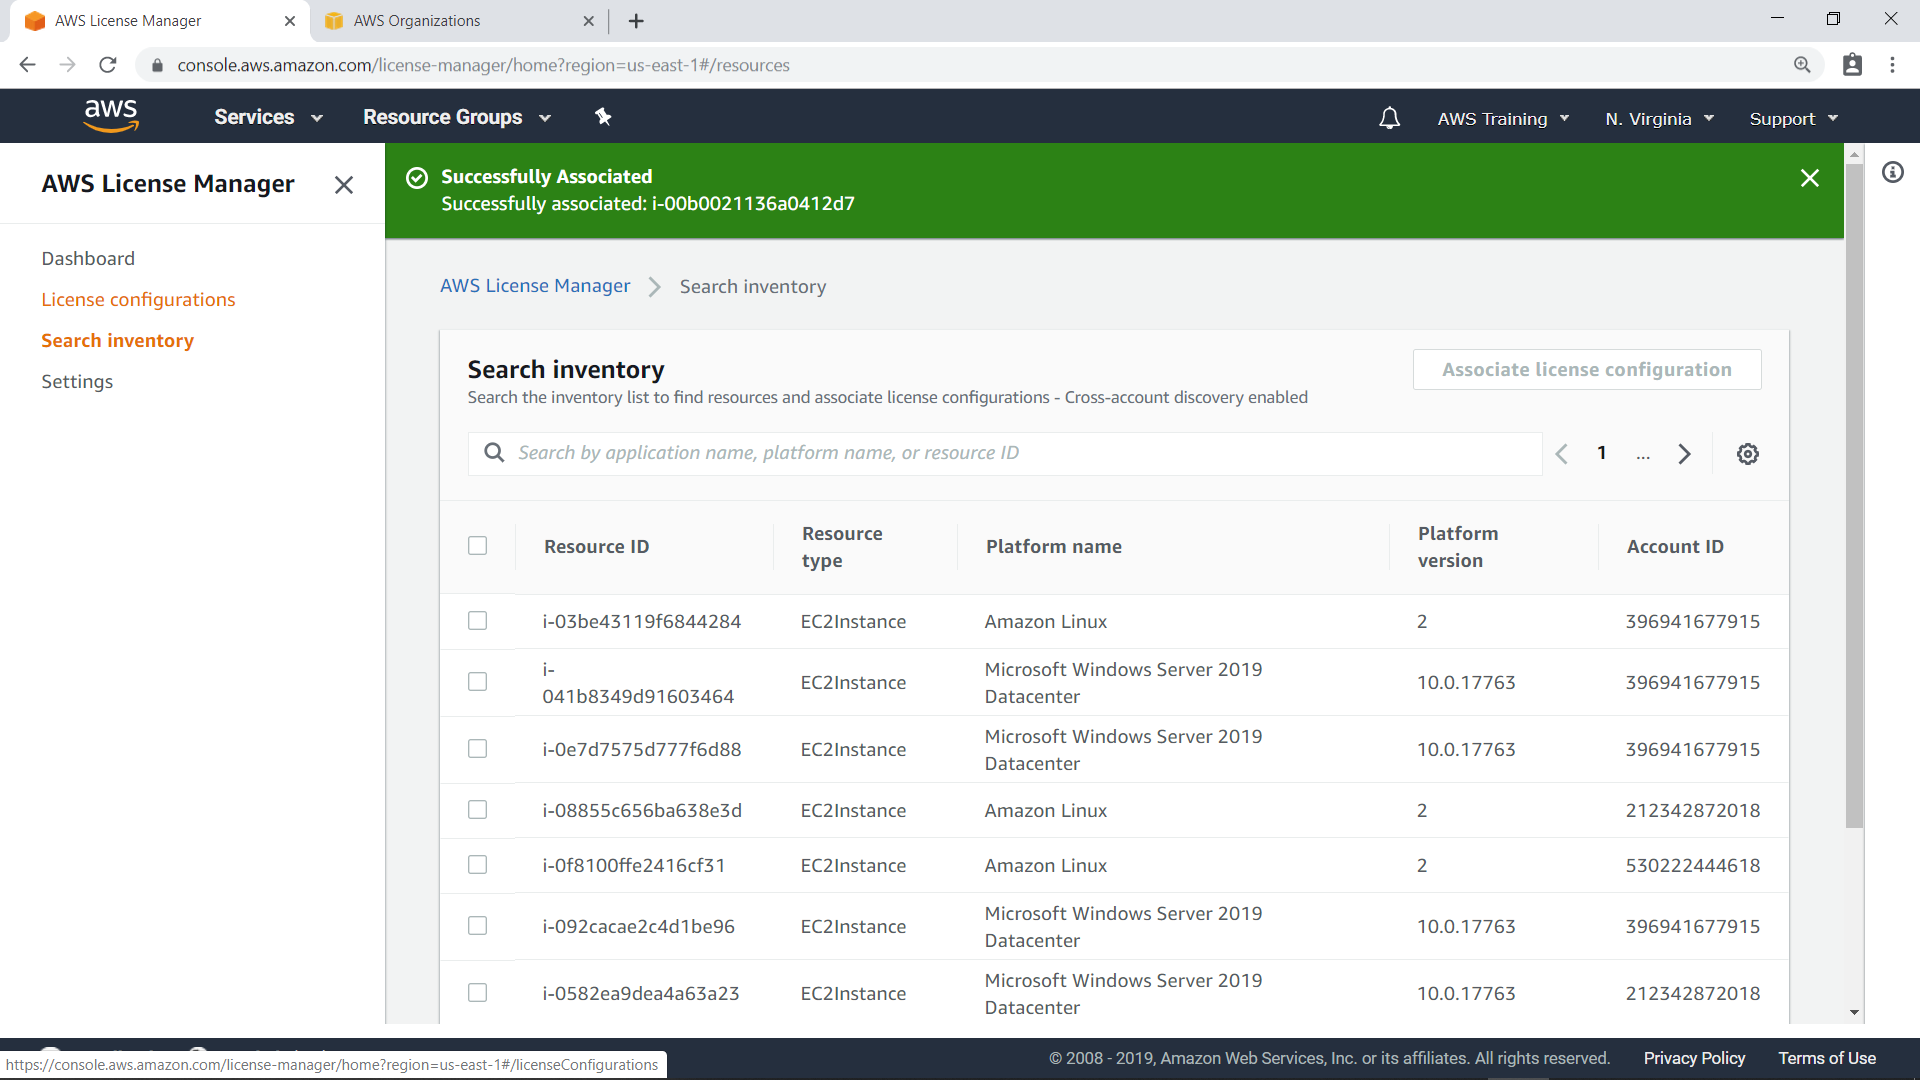 AWS License Manager
AWS Organizations
console.aws.amazon.com/license-manager/home?region=us-east-1#/resources
aws
Services
Resource Groups
AWS Training
N. Virginia
Support
AWS License Manager
Dashboard
License configurations
Search inventory
Settings
Successfully Associated
Successfully associated: i-00b0021136a0412d7
AWS License Manager
Search inventory
Search inventory
Associate license configuration
Search the inventory list to find resources and associate license configurations - Cross-account discovery enabled
Search by application name, platform name, or resource ID
1 ...
Resource ID Resource type Platform name Platform version Account ID
i-03be43119f6844284 EC2Instance Amazon Linux 2 396941677915
i-041b8349d91603464 EC2Instance Microsoft Windows Server 2019 Datacenter 10.0.17763 396941677915
i-0e7d7575d777f6d88 EC2Instance Microsoft Windows Server 2019 Datacenter 10.0.17763 396941677915
i-08855c656ba638e3d EC2Instance Amazon Linux 2 212342872018
i-0f8100ffe2416cf31 EC2Instance Amazon Linux 2 530222444618
i-092cacae2c4d1be96 EC2Instance Microsoft Windows Server 2019 Datacenter 10.0.17763 396941677915
i-0582ea9dea4a63a23 EC2Instance Microsoft Windows Server 2019 Datacenter 10.0.17763 212342872018
https://console.aws.amazon.com/license-manager/home?region=us-east-1#/licenseConfigurations
© 2008 - 2019, Amazon Web Services, Inc. or its affiliates. All rights reserved.
Privacy Policy
Terms of Use